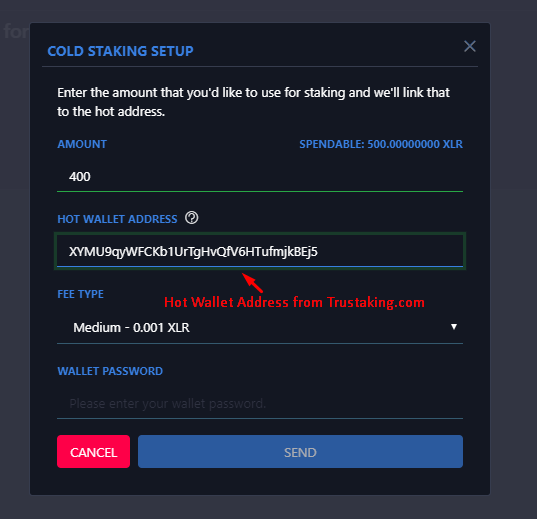 for
COLD STAKING SETUP
Enter the amount that you'd like to use for staking and we'll link that
to the hot address.
AMOUNT SPENDABLE: 500.00000000 XLR
400
HOT WALLET ADDRESS
XYMU9qyWFCKb1UrTgHvQfV6HTufmjkBEj5
Hot Wallet Address from Trustaking.com
FEE TYPE
Medium - 0.001 XLR
WALLET PASSWORD
Please enter your wallet password.
CANCEL SEND